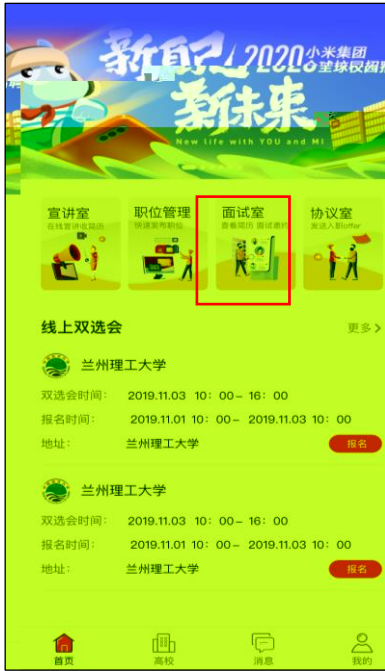 新自己 2020 小米集团
全球校园招
新未来
New life with YOU and MI
宣讲室 职位管理 面试室 协议室
在线宣讲收简历 快速发布职位 查看简历 面试邀约 发送入职offer
线上双选会 更多>
兰州理工大学
双选会时间: 2019.11.03 10:00-16:00
报名时间: 2019.11.01 10:00- 2019.11.03 10:00
地址: 兰州理工大学 报名
兰州理工大学
双选会时间: 2019.11.03 10:00-16:00
报名时间: 2019.11.01 10:00- 2019.11.03 10:00
地址: 兰州理工大学 报名
首页 高校 消息 我的